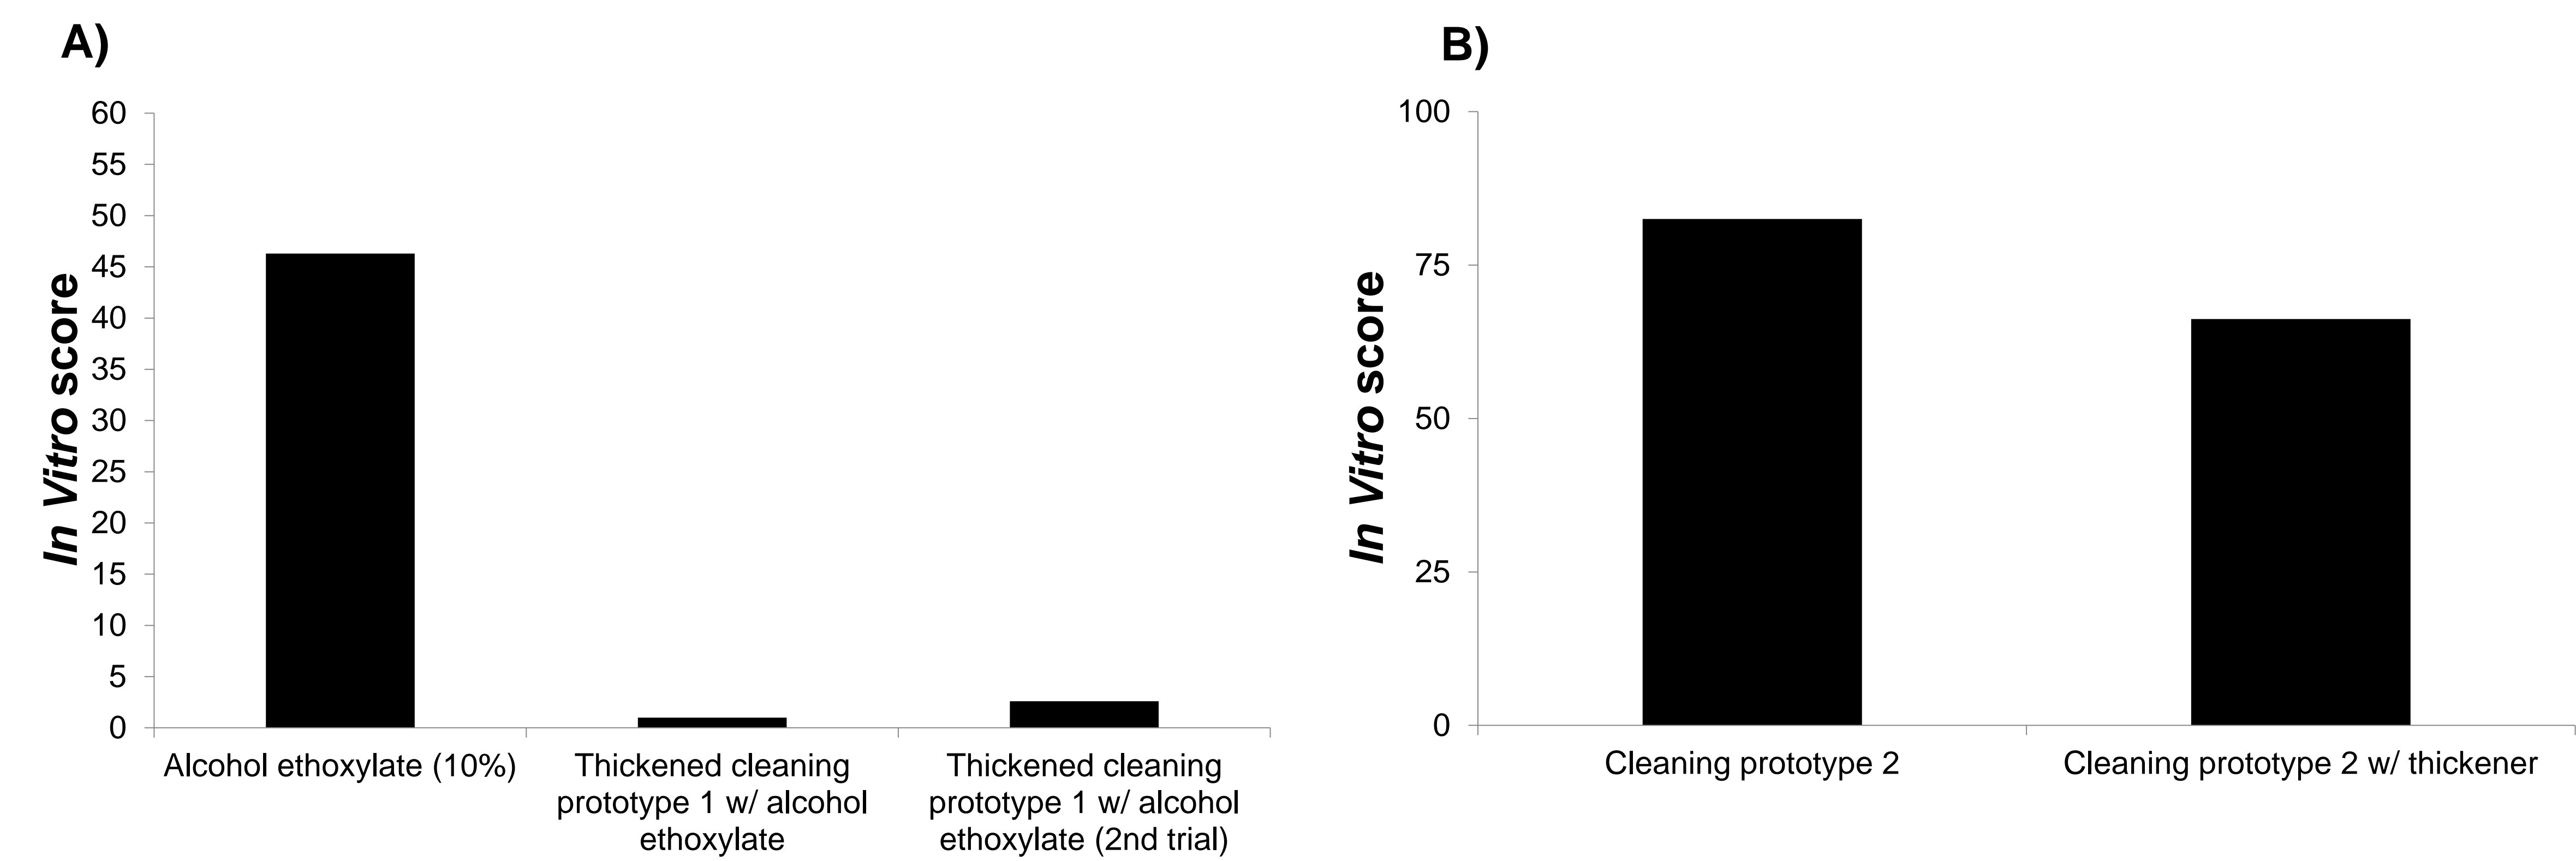 A)
In Vitro score
60
55
50
45
40
35
30
25
20
15
10
5
0
Alcohol ethoxylate (10%)
Thickened cleaning
prototype 1 w/ alcohol
ethoxylate
Thickened cleaning
prototype 1 w/ alcohol
ethoxylate (2nd trial)
B)
In Vitro score
100
75
50
25
0
Cleaning prototype 2
Cleaning prototype 2 w/ thickener